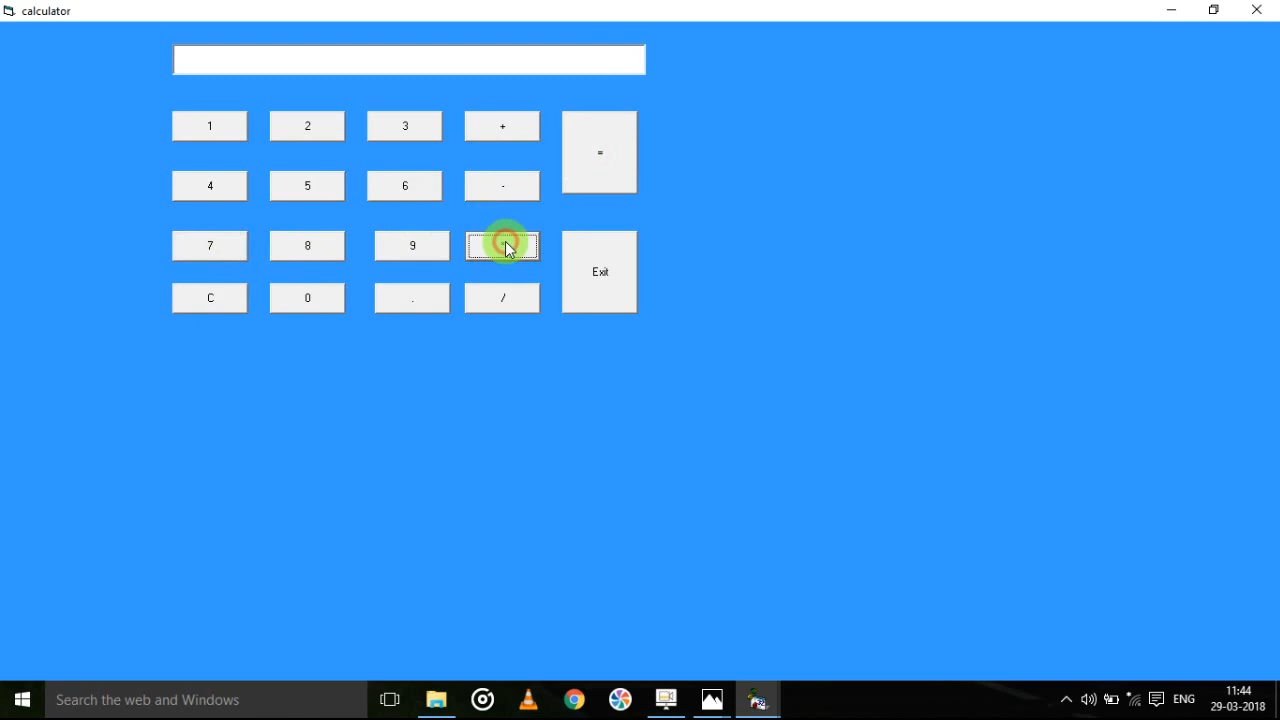 calculator
1 2 3 + =
4 5 6 -
7 8 9
Exit
C 0 . /
Search the web and Windows
ENG
11:44
29-03-2018